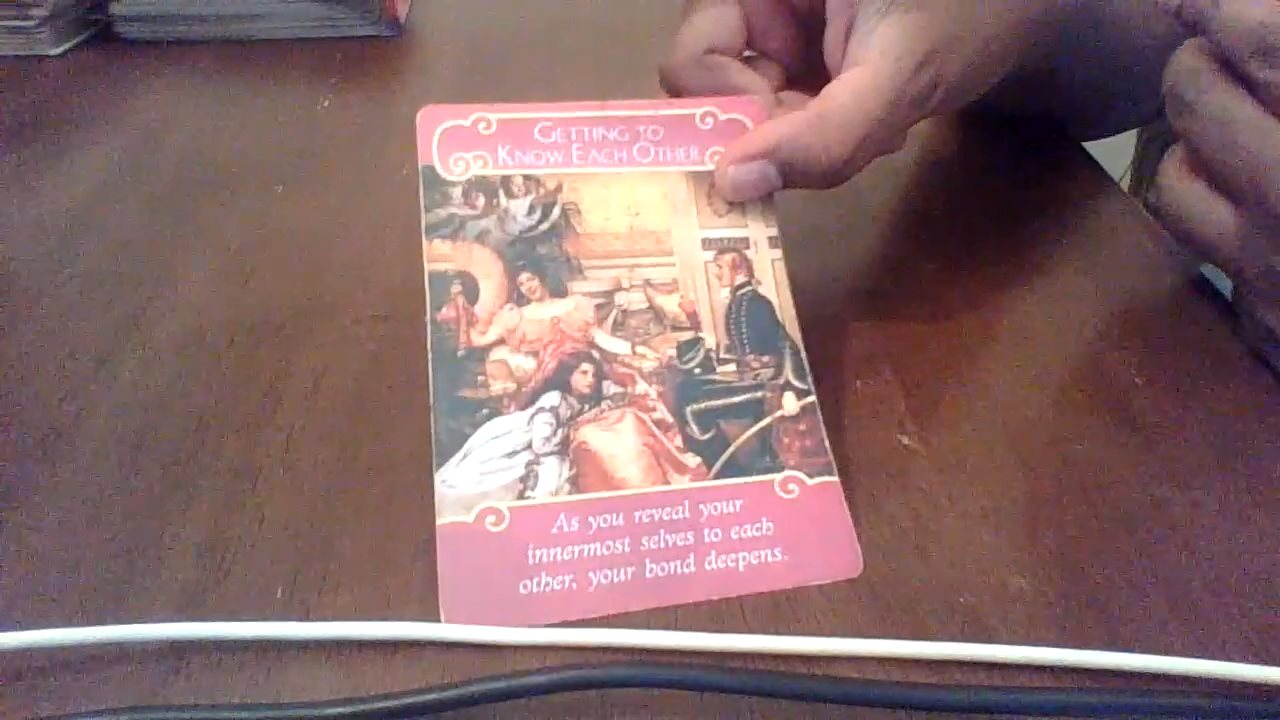 GETTING TO
KNOW EACH OTHER
As you reveal your
innermost selves to each
other, your bond deepens.